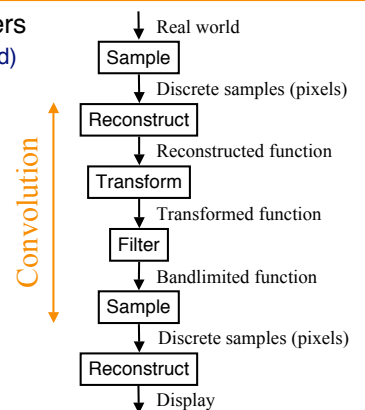 ers
d)
Real world
Sample
Discrete samples (pixels)
Reconstruct
Reconstructed function
Transform
Transformed function
Filter
Bandlimited function
Sample
Discrete samples (pixels)
Reconstruct
Display
Convolution